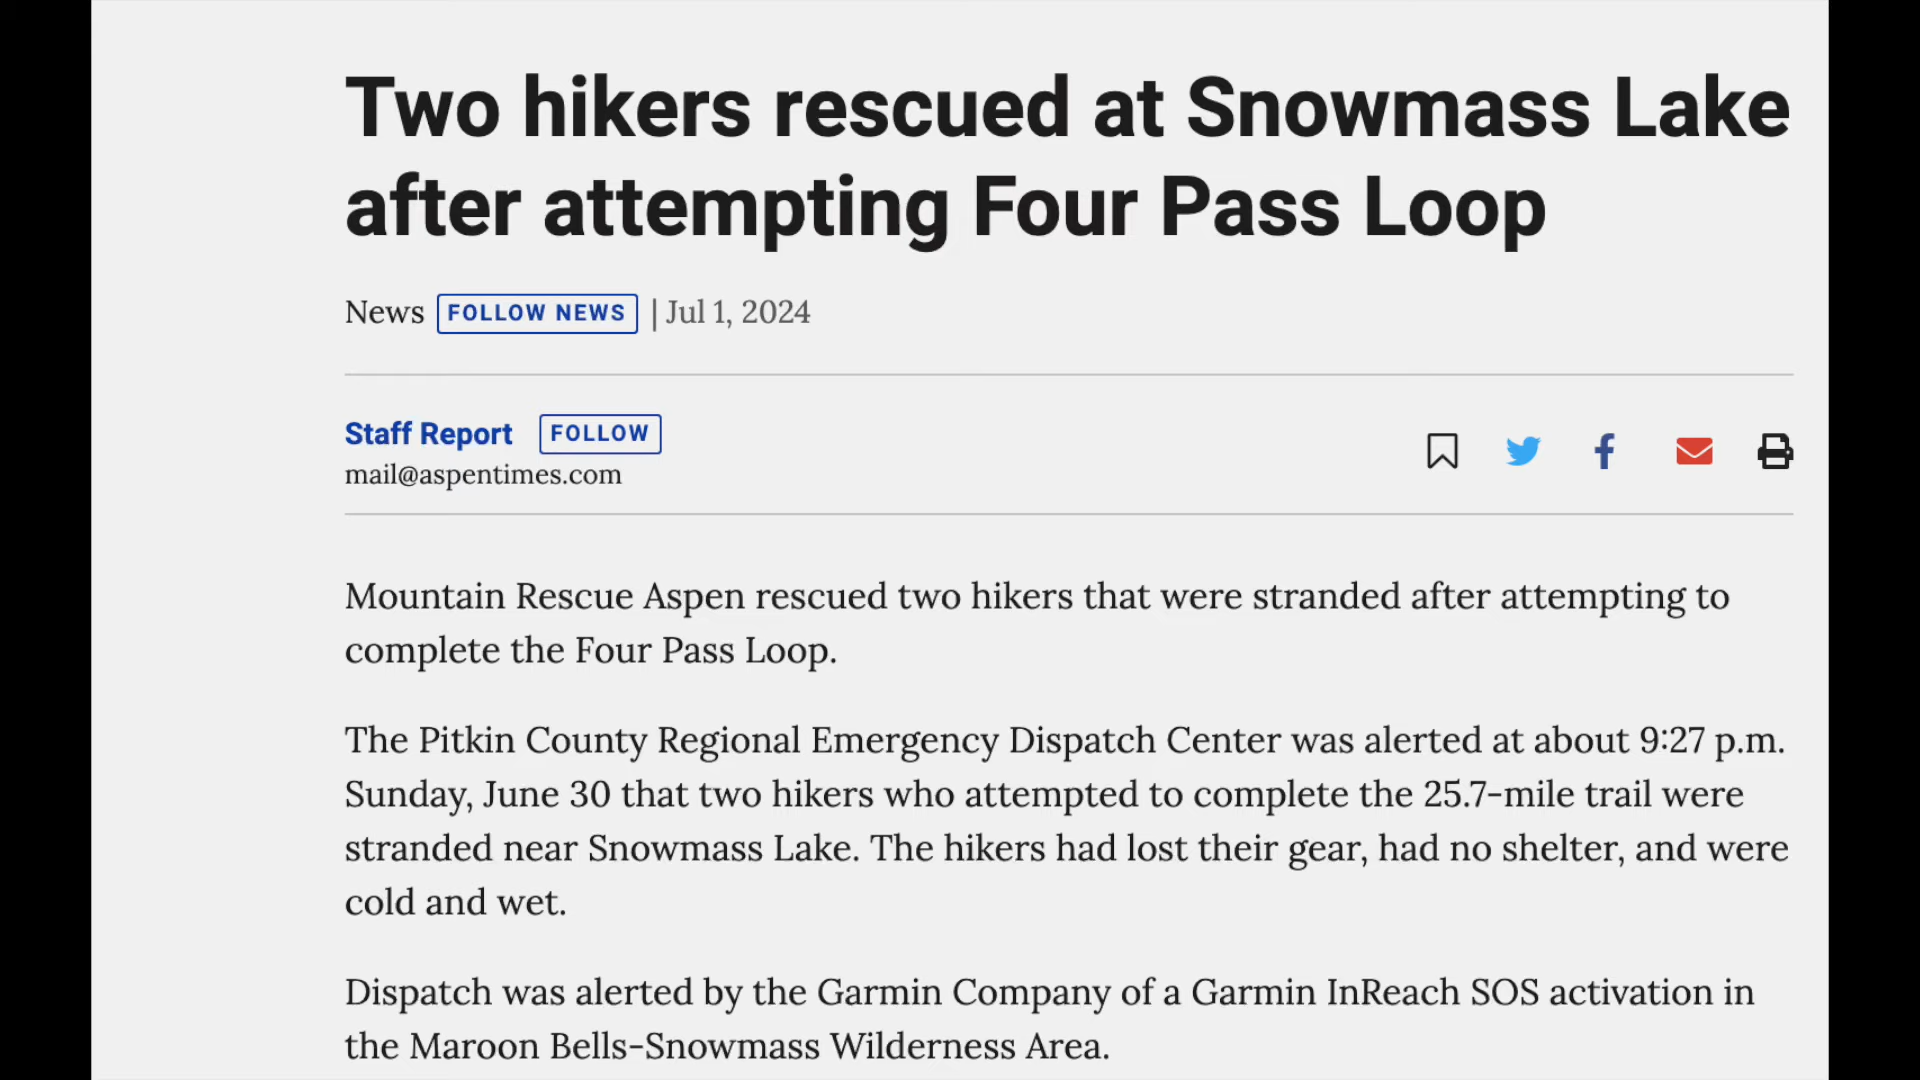 Two hikers rescued at Snowmass Lake
after attempting Four Pass Loop
News FOLLOW NEWS | Jul 1, 2024
Staff Report FOLLOW
mail@aspentimes.com
Mountain Rescue Aspen rescued two hikers that were stranded after attempting to
complete the Four Pass Loop.
The Pitkin County Regional Emergency Dispatch Center was alerted at about 9:27 p.m.
Sunday, June 30 that two hikers who attempted to complete the 25.7-mile trail were
stranded near Snowmass Lake. The hikers had lost their gear, had no shelter, and were
cold and wet.
Dispatch was alerted by the Garmin Company of a Garmin InReach SOS activation in
the Maroon Bells-Snowmass Wilderness Area.